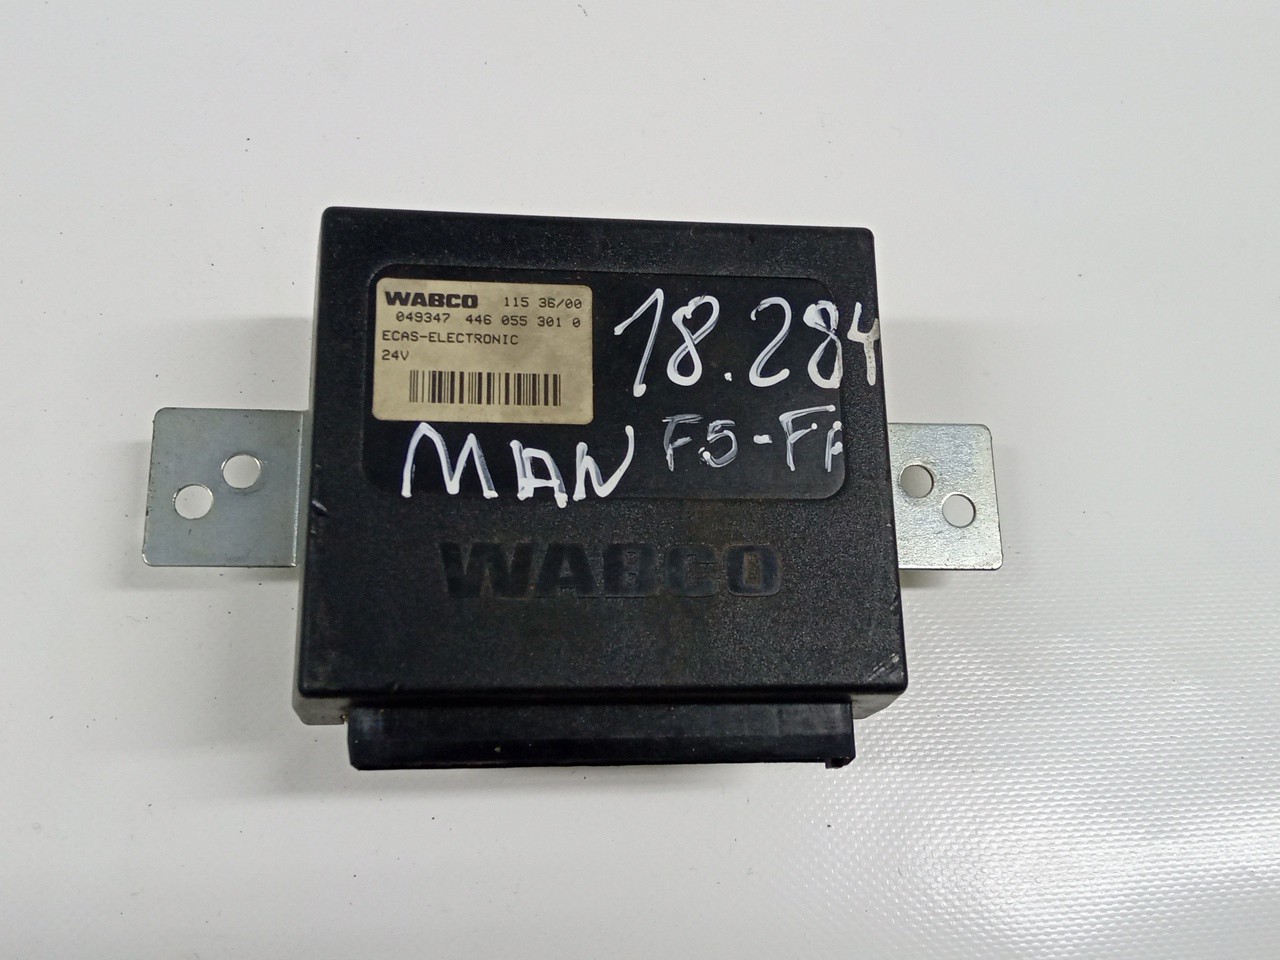 WABCO 115 36/00
049347 446 055 301 0
ECAS-ELECTRONIC
24V
18.284
MAN F5-FA
WABCO